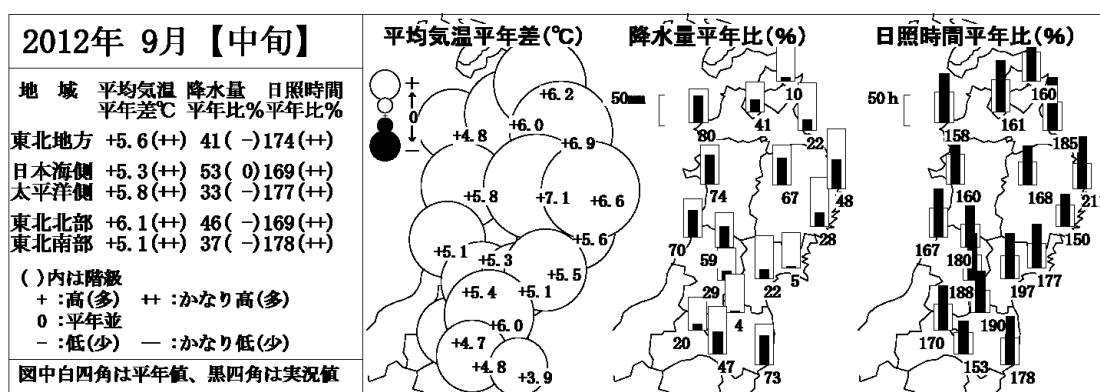 2012年 9月【中旬】
地 域 平均気温 降水量 日照時間
平年差℃ 平年比% 平年比%
東北地方 +5.6(++) 41( -) 174(++)
日本海側 +5.3(++) 53( 0) 169(++)
太平洋側 +5.8(++) 33( -) 177(++)
東北北部 +6.1(++) 46( -) 169(++)
東北南部 +5.1(++) 37( -) 178(++)
( )内は階級
+ :高(多) ++ :かなり高(多)
0 :平年並
- :低(少) — :かなり低(少)
図中白四角は平年値、黒四角は実況値
平均気温平年差(℃)
+
0
-
+6.2
+4.8 +6.0
+6.9
+5.8 +7.1 +6.6
+5.6
+5.1 +5.3
+5.5
+5.4 +5.1
+6.0
+4.7
+4.8 +3.9
降水量平年比(%)
50mm
10
80 41 22
74 67 48
28
70 59
5
29 22
4
20
47 73
日照時間平年比(%)
50h
160
158 161
185
160 168 211
150
167 180
177
188 197
190
170
153 178